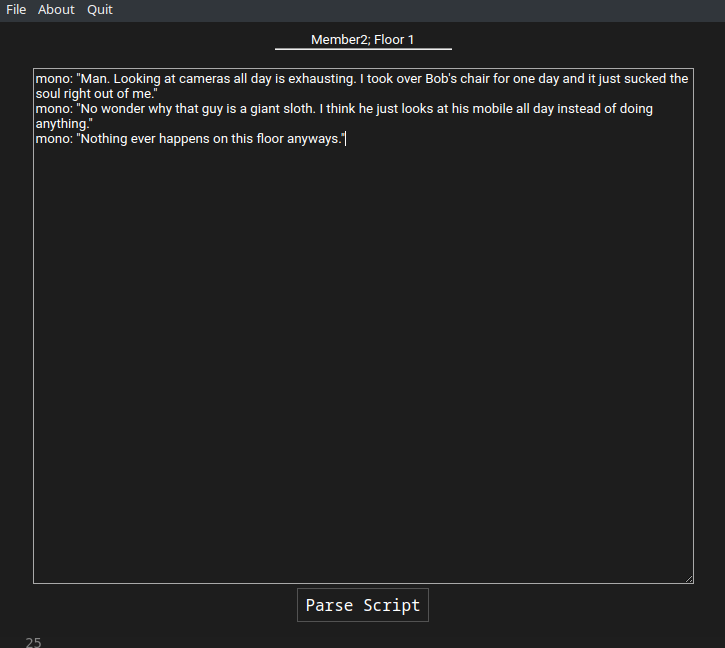 File About Quit
Member2; Floor 1
mono: "Man. Looking at cameras all day is exhausting. I took over Bob's chair for one day and it just sucked the
soul right out of me."
mono: "No wonder why that guy is a giant sloth. I think he just looks at his mobile all day instead of doing
anything."
mono: "Nothing ever happens on this floor anyways."
Parse Script
25